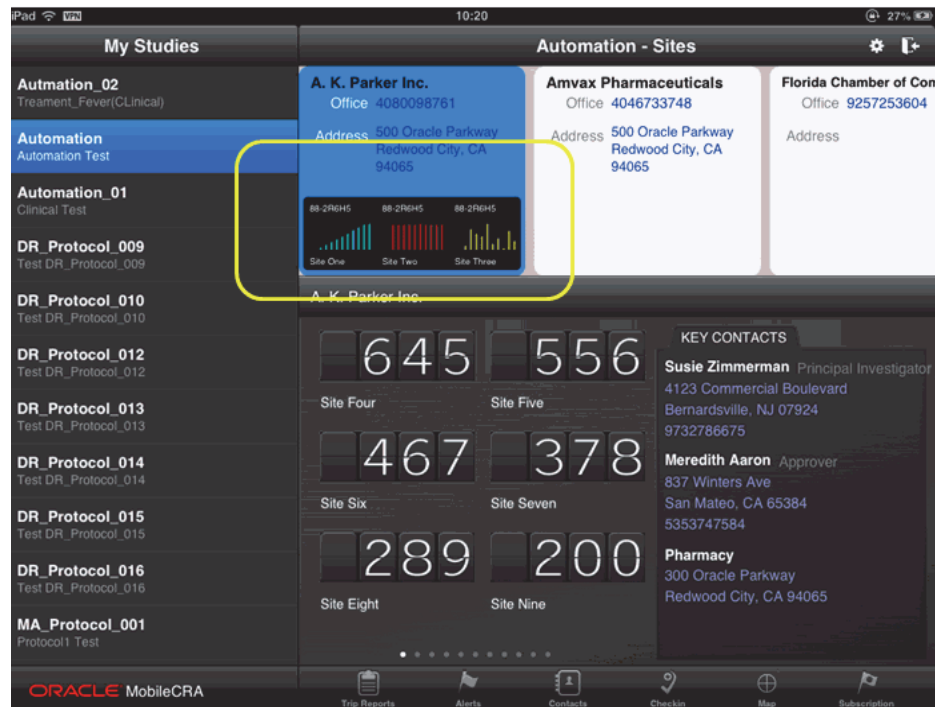 iPad VPN 10:20 27%
My Studies
Automation - Sites
Autmation_02
Treament_Fever(CLinical)
Automation
Automation Test
Automation_01
Clinical Test
DR_Protocol_009
Test DR_Protocol_009
DR_Protocol_010
Test DR_Protocol_010
DR_Protocol_012
Test DR_Protocol_012
DR_Protocol_013
Test DR_Protocol_013
DR_Protocol_014
Test DR_Protocol_014
DR_Protocol_015
Test DR_Protocol_015
DR_Protocol_016
Test DR_Protocol_016
MA_Protocol_001
Protocol1 Test
ORACLE MobileCRA
A. K. Parker Inc.
Office 4080098761
Address 500 Oracle Parkway
Redwood City, CA
94065
88-2R6H5 88-2R6H5 88-2R6H5
Site One Site Two Site Three
Amvax Pharmaceuticals
Office 4046733748
Address 500 Oracle Parkway
Redwood City, CA
94065
Florida Chamber of Com
Office 9257253604
Address
A. K. Parker Inc.
645 556
Site Four Site Five
467 378
Site Six Site Seven
289 200
Site Eight Site Nine
KEY CONTACTS
Susie Zimmerman Principal Investigator
4123 Commercial Boulevard
Bernardsville, NJ 07924
9732786675
Meredith Aaron Approver
837 Winters Ave
San Mateo, CA 65384
5353747584
Pharmacy
300 Oracle Parkway
Redwood City, CA 94065
Trip Reports Alerts Contacts Checkin Map Subscription